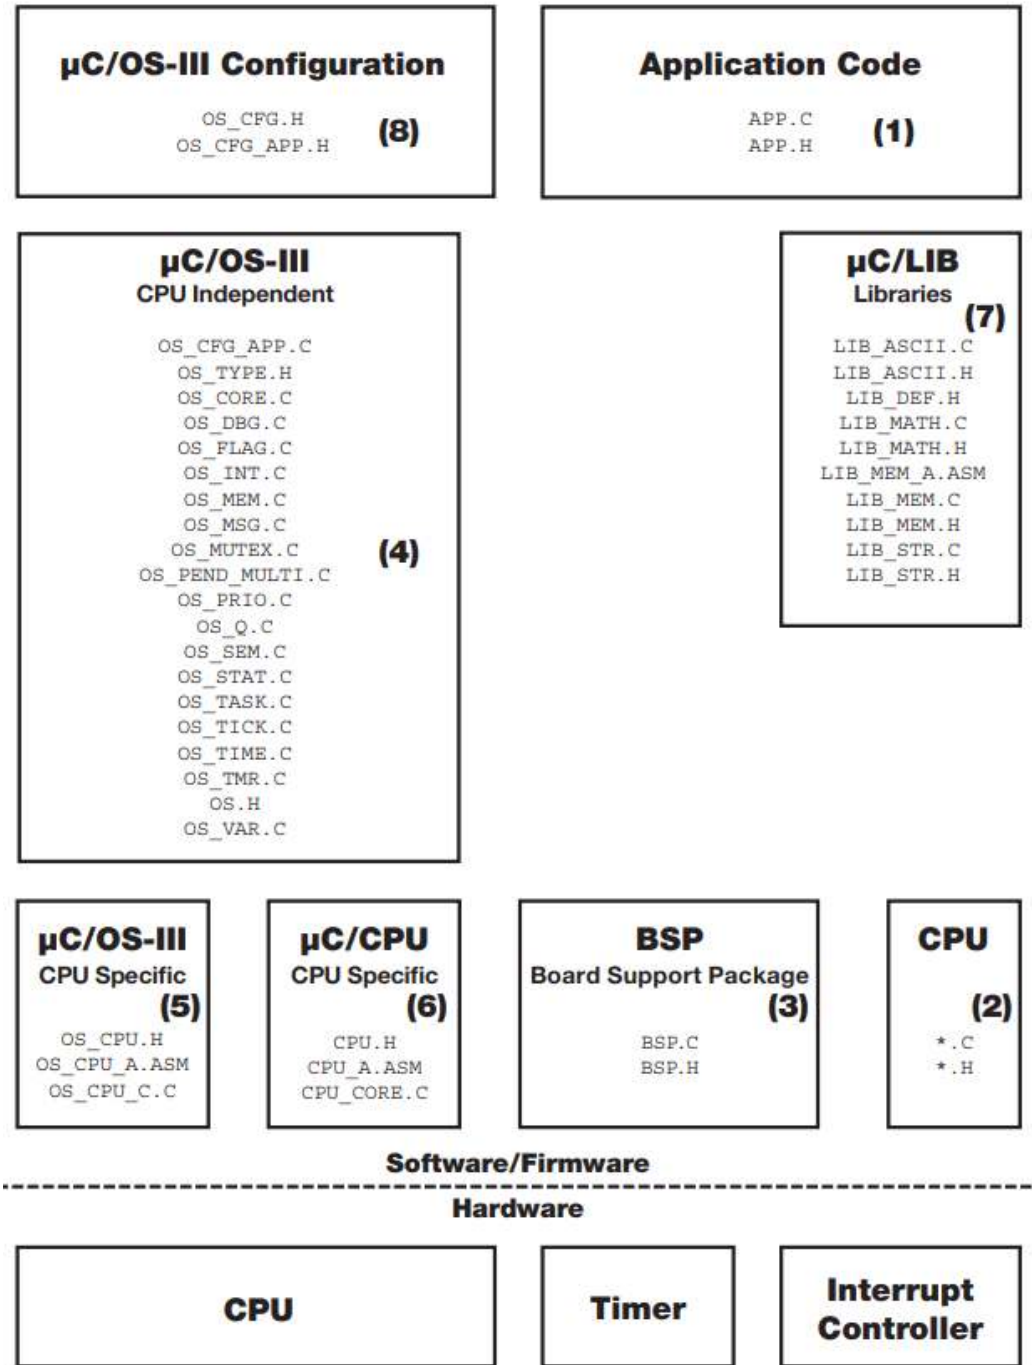 µC/OS-III Configuration
OS_CFG.H
OS_CFG_APP.H
(8)
Application Code
APP.C
APP.H
(1)
µC/OS-III
CPU Independent
OS_CFG_APP.C
OS_TYPE.H
OS_CORE.C
OS_DBG.C
OS_FLAG.C
OS_INT.C
OS_MEM.C
OS_MSG.C
OS_MUTEX.C
OS_PEND_MULTI.C
OS_PRIO.C
OS_Q.C
OS_SEM.C
OS_STAT.C
OS_TASK.C
OS_TICK.C
OS_TIME.C
OS_TMR.C
OS.H
OS_VAR.C
(4)
µC/LIB
Libraries
(7)
LIB_ASCII.C
LIB_ASCII.H
LIB_DEF.H
LIB_MATH.C
LIB_MATH.H
LIB_MEM_A.ASM
LIB_MEM.C
LIB_MEM.H
LIB_STR.C
LIB_STR.H
µC/OS-III
CPU Specific
(5)
OS_CPU.H
OS_CPU_A.ASM
OS_CPU_C.C
µC/CPU
CPU Specific
(6)
CPU.H
CPU_A.ASM
CPU_CORE.C
BSP
Board Support Package
(3)
BSP.C
BSP.H
CPU
(2)
*.C
*.H
Software/Firmware
Hardware
CPU
Timer
Interrupt
Controller